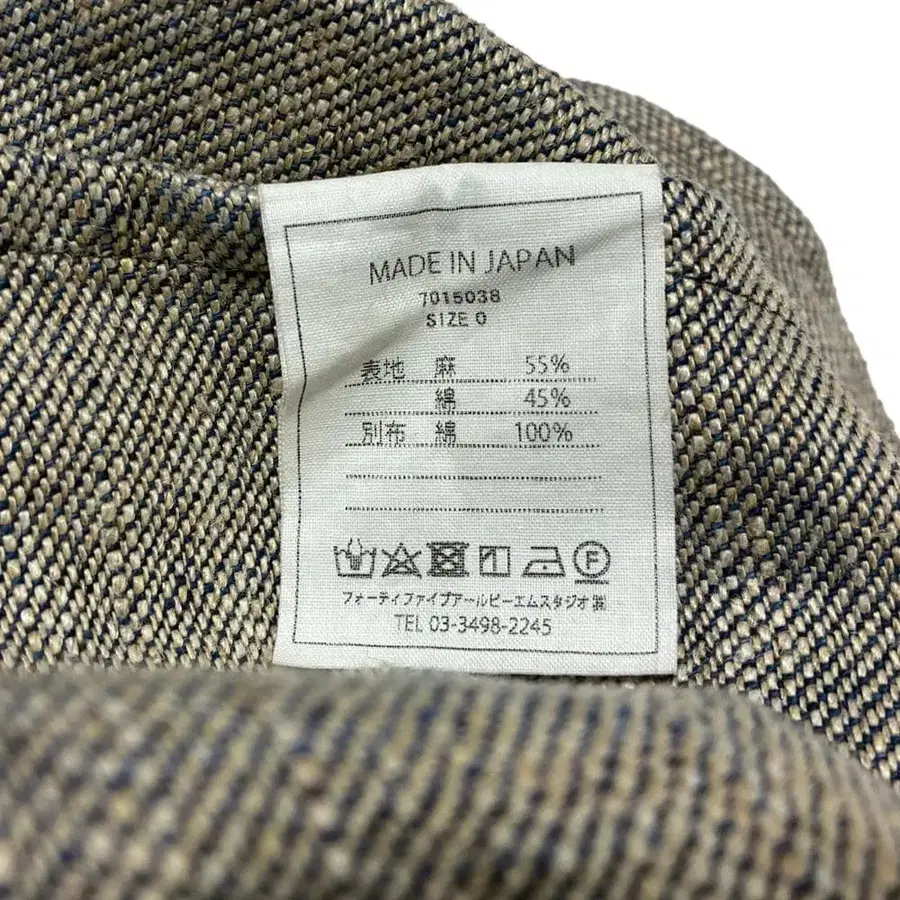 MADE IN JAPAN
7015038
SIZE 0
表地 麻 55%
綿 45%
別布 綿 100%
フォーティファイブアールピーエムスタジオ㈱
TEL 03-3498-2245